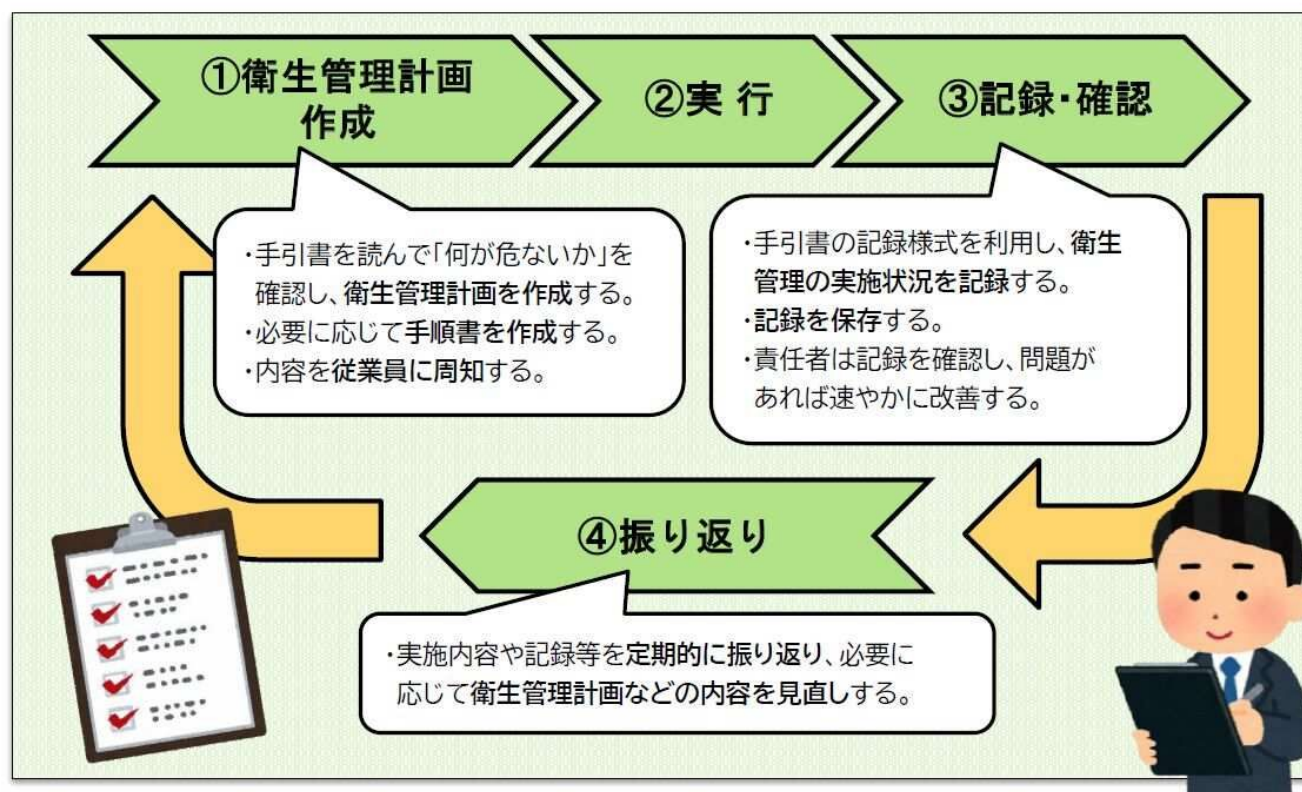 ①衛生管理計画
作成
②実 行
③記録・確認
・手引書を読んで「何が危ないか」を
確認し、衛生管理計画を作成する。
・必要に応じて手順書を作成する。
・内容を従業員に周知する。
・手引書の記録様式を利用し、衛生
管理の実施状況を記録する。
・記録を保存する。
・責任者は記録を確認し、問題が
あれば速やかに改善する。
④振り返り
・実施内容や記録等を定期的に振り返り、必要に
応じて衛生管理計画などの内容を見直しする。